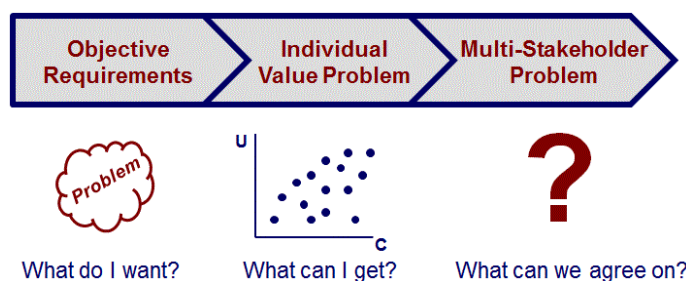 Objective
Requirements
Individual
Value Problem
Multi-Stakeholder
Problem
Problem
U
C
?
What do I want?
What can I get?
What can we agree on?